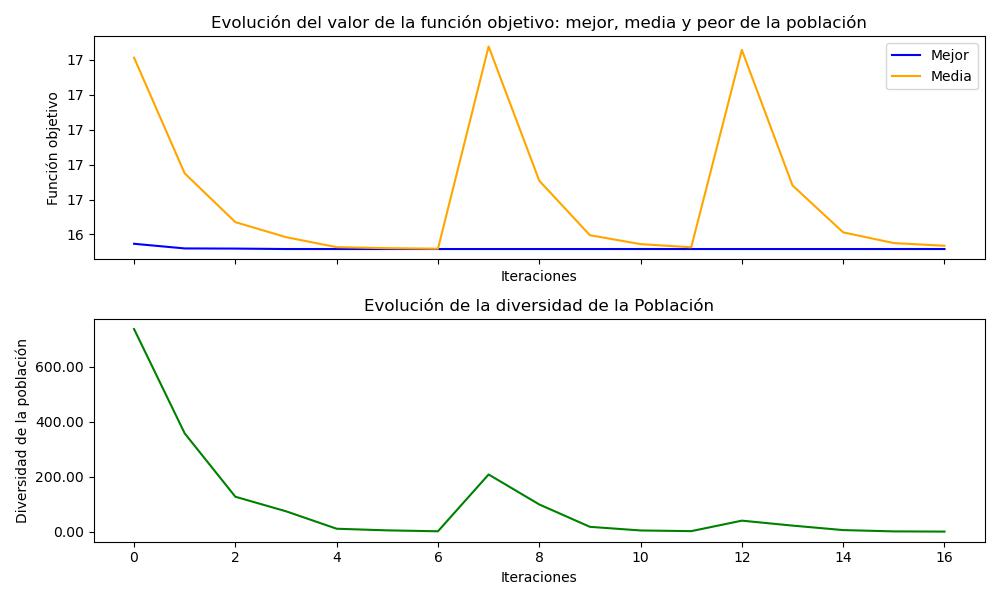 Evolución del valor de la función objetivo: mejor, media y peor de la población
Función objetivo
17
17
17
17
17
16
Mejor
Media
Iteraciones
Evolución de la diversidad de la Población
Diversidad de la población
600.00
400.00
200.00
0.00
0 2 4 6 8 10 12 14 16
Iteraciones